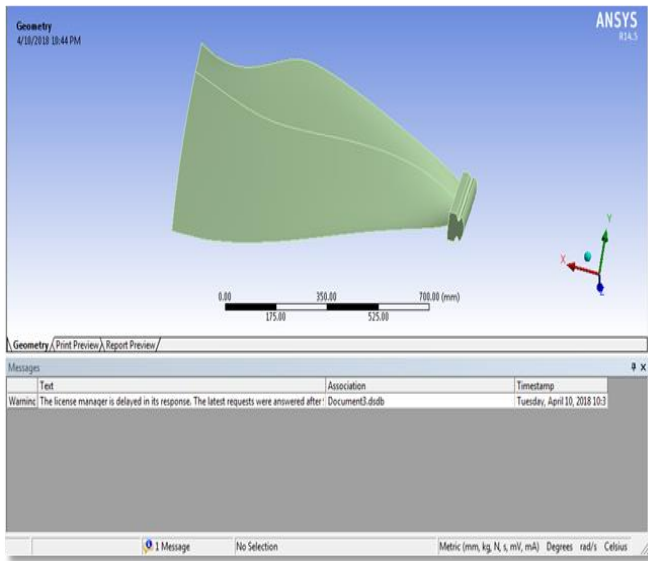 Geometry
4/10/2018 10:44 PM
ANSYS
R14.5
Y
X
Z
0.00 350.00 700.00 (mm)
175.00 525.00
Geometry Print Preview Report Preview
Messages
Text Association Timestamp
Warninc The license manager is delayed in its response. The latest requests were answered after Document3.dsdb Tuesday, April 10, 2018 10:3
1 Message No Selection Metric (mm, kg, N, s, mV, mA) Degrees rad/s Celsius